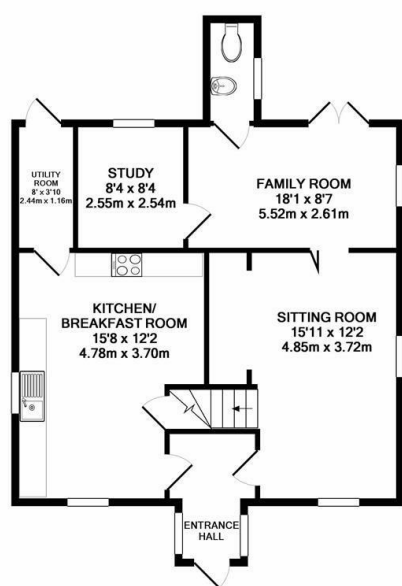 UTILITY
ROOM
8' x 3'10
2.44m x 1.16m
STUDY
8'4 x 8'4
2.55m x 2.54m
FAMILY ROOM
18'1 x 8'7
5.52m x 2.61m
KITCHEN/
BREAKFAST ROOM
15'8 x 12'2
4.78m x 3.70m
SITTING ROOM
15'11 x 12'2
4.85m x 3.72m
ENTRANCE
HALL